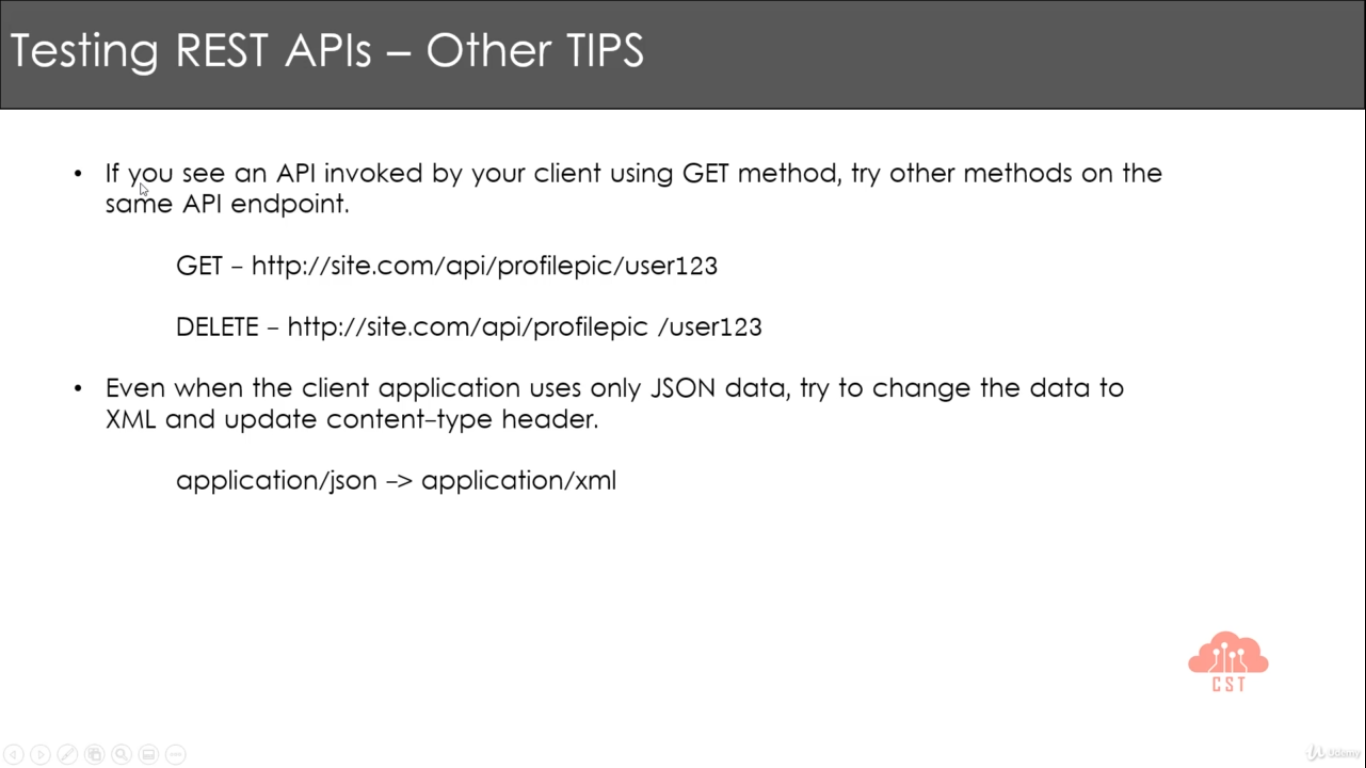 Testing REST APIs – Other TIPS
• If you see an API invoked by your client using GET method, try other methods on the
same API endpoint.
GET – http://site.com/api/profilepic/user123
DELETE – http://site.com/api/profilepic /user123
• Even when the client application uses only JSON data, try to change the data to
XML and update content-type header.
application/json –> application/xml
CST
Udemy